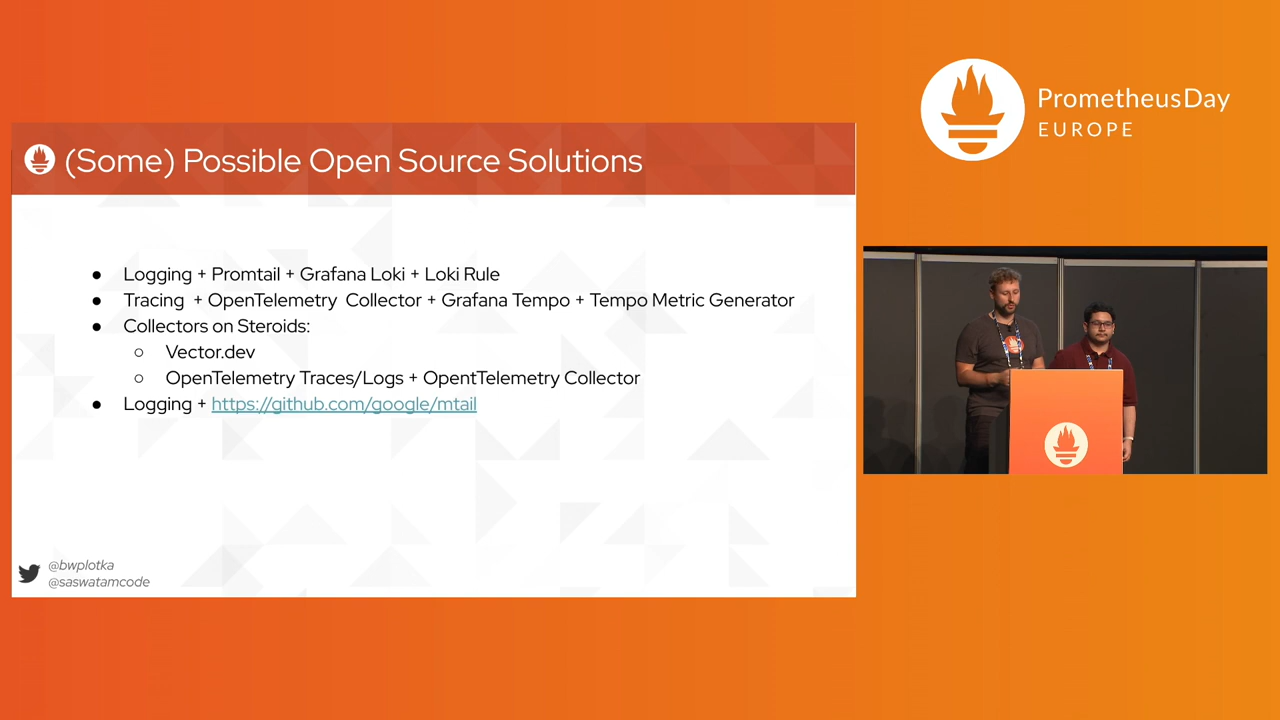 PrometheusDay
EUROPE
(Some) Possible Open Source Solutions
● Logging + Promtail + Grafana Loki + Loki Rule
● Tracing + OpenTelemetry Collector + Grafana Tempo + Tempo Metric Generator
● Collectors on Steroids:
○ Vector.dev
○ OpenTelemetry Traces/Logs + OpentTelemetry Collector
● Logging + https://github.com/google/mtail
@bwplotka
@saswatamcode